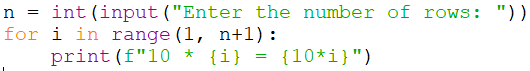 n = int(input("Enter the number of rows: "))
for i in range(1, n+1):
    print(f"10 * {i} = {10*i}")